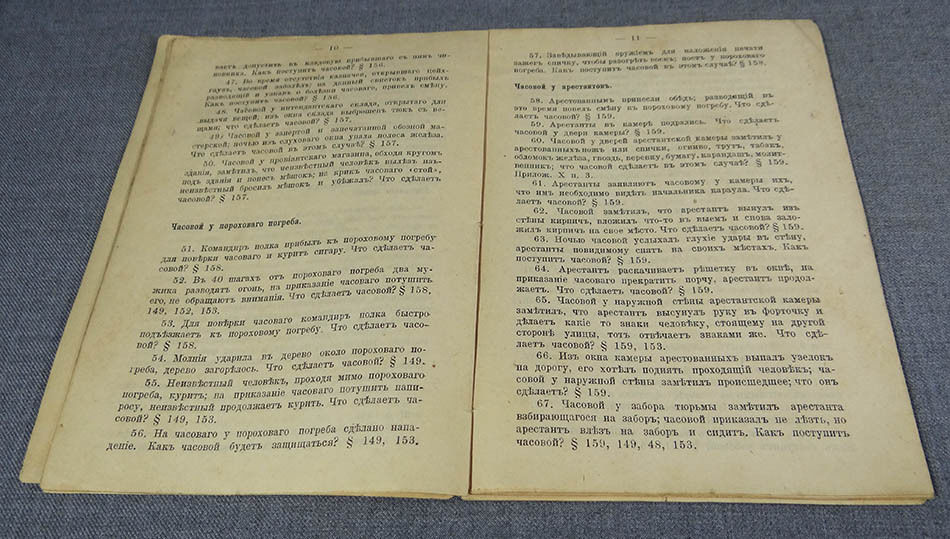 — 10 —
ваетъ допустить въ кладовую прибывшаго съ нимъ чи-
новника. Какъ поступитъ часовой? § 156.
47. Во время отсутствія казначея, открывшаго цейх-
гаузъ, часовой заболѣлъ; на данный свистокъ прибылъ
разводящій и узнавъ о болѣзни часоваго, привелъ смѣну.
Какъ поступитъ часовой? § 156.
48. Часовой у интендантскаго склада, открытаго для
выдачи вещей; изъ окна склада выброшенъ тюкъ съ ве-
щами; что сдѣлаетъ часовой? § 157.
49. Часовой у запертой и запечатанной обозной ма-
стерской; ночью изъ слуховаго окна упала полоса желѣза.
Что сдѣлаетъ часовой въ этомъ случаѣ? § 157.
50. Часовой у провіантскаго магазина, обходя кругомъ
зданія, замѣтилъ, что неизвѣстный человѣкъ вылѣзъ изъ-
подъ зданія и понесъ мѣшокъ; на крикъ часоваго «стой»,
неизвѣстный бросилъ мѣшокъ и убѣжалъ? Что сдѣлаетъ
часовой? § 157.
Часовой у пороховаго погреба.
51. Командиръ полка прибылъ къ пороховому погребу
для повѣрки часоваго и куритъ сигару. Что сдѣлаетъ ча-
совой? § 158.
52. Въ 40 шагахъ отъ пороховаго погреба два му-
жика разводятъ огонь, на приказаніе часоваго потушить
его, не обращаютъ вниманія. Что сдѣлаетъ часовой? § 158,
149, 152, 153.
53. Для повѣрки часоваго командиръ полка быстро
подъѣзжаетъ къ пороховому погребу. Что сдѣлаетъ часо-
вой? § 158.
54. Молнія ударила въ дерево около пороховаго по-
греба, дерево загорѣлось. Что сдѣлаетъ часовой? § 149.
55. Неизвѣстный человѣкъ, проходя мимо пороховаго
погреба, куритъ; на приказаніе часоваго потушить папи-
росу, неизвѣстный продолжаетъ курить. Что сдѣлаетъ ча-
совой? § 149, 153.
56. На часоваго у пороховаго погреба сдѣлано напа-
деніе. Какъ часовой будетъ защищаться? § 149, 153.
— 11 —
57. Завѣдывающій оружіемъ для наложенія печати
зажегъ спичку, чтобы разогрѣть воскъ; постъ у пороховаго
погреба. Какъ поступитъ часовой въ этомъ случаѣ? § 158.
Часовой у арестантовъ.
58. Арестованнымъ принесли обѣдъ; разводящій въ
это время повелъ смѣну къ пороховому погребу. Что сдѣ-
лаетъ часовой? § 159.
59. Арестанты въ камерѣ подрались. Что сдѣлаетъ
часовой у двери камеры? § 159.
60. Часовой у дверей арестантской камеры замѣтилъ у
арестованныхъ ножъ или спички, огниво, трутъ, табакъ,
обломокъ желѣза, гвоздь, веревку, бумагу, карандашъ, молит-
венникъ; что часовой сдѣлаетъ въ этомъ случаѣ? § 159.
Прилож. X п. 3.
61. Арестанты заявляютъ часовому у камеры ихъ,
что имъ необходимо видѣть начальника караула. Что сдѣ-
лаетъ часовой? § 159.
62. Часовой замѣтилъ, что арестантъ вынулъ изъ
стѣны кирпичъ, вложилъ что-то въ выемъ и снова зало-
жилъ кирпичъ на свое мѣсто. Что сдѣлаетъ часовой? § 159.
63. Ночью часовой услыхалъ глухіе удары въ стѣну,
арестанты повидимому спятъ на своихъ мѣстахъ. Какъ
поступитъ часовой? § 159.
64. Арестантъ раскачиваетъ рѣшетку въ окнѣ, на
приказаніе часоваго прекратить порчу, арестантъ продол-
жаетъ. Что сдѣлаетъ часовой? § 159.
65. Часовой у наружной стѣны арестантской камеры
замѣтилъ, что арестантъ высунулъ руку въ форточку и
дѣлаетъ какіе то знаки человѣку, стоящему на другой
сторонѣ улицы, тотъ отвѣчаетъ знаками же. Что сдѣ-
лаетъ часовой? § 159, 153.
66. Изъ окна камеры арестованныхъ выпалъ узелокъ
на дорогу, его хотѣлъ поднять проходящій человѣкъ; ча-
совой у наружной стѣны замѣтилъ происшедшее; что онъ
сдѣлаетъ? § 159.
67. Часовой у забора тюрьмы замѣтилъ арестанта
взбирающагося на заборъ; часовой приказалъ не лѣзть, но
арестантъ влѣзъ на заборъ и сидитъ. Какъ поступитъ
часовой? § 159, 149, 48, 153.